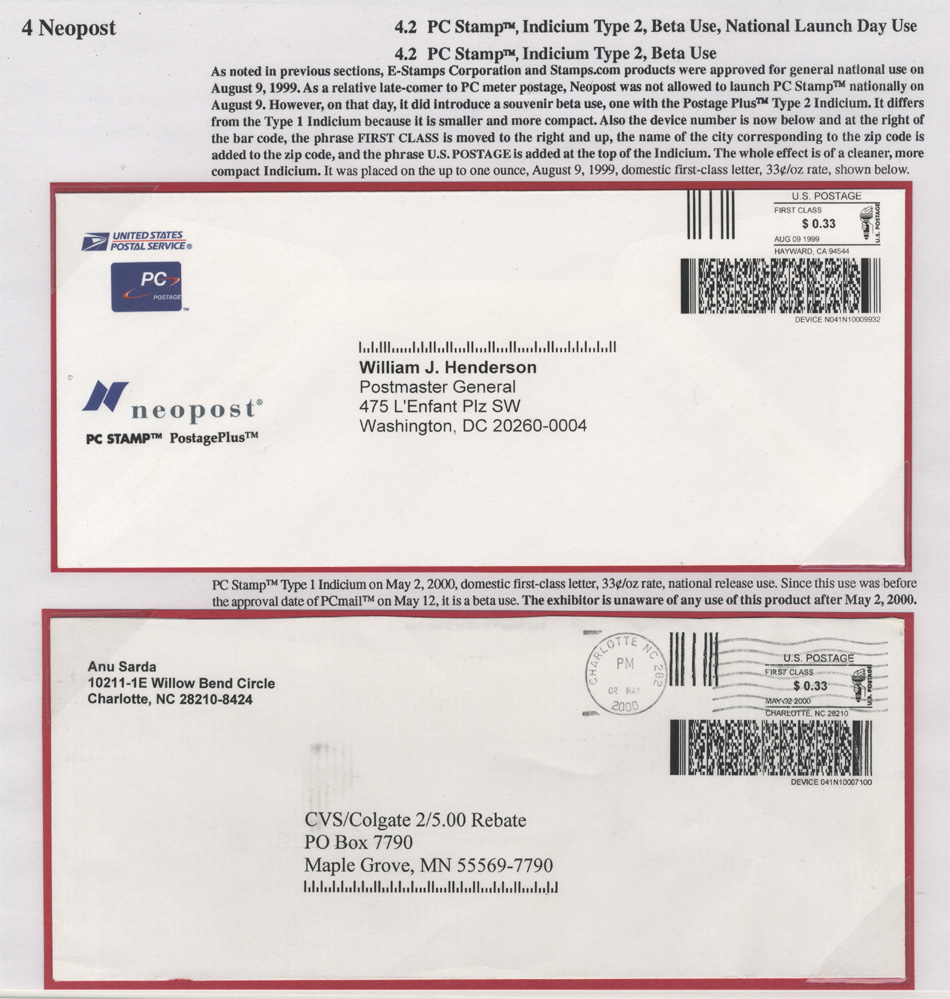 4 Neopost
4.2 PC Stamp™, Indicium Type 2, Beta Use, National Launch Day Use
4.2 PC Stamp™, Indicium Type 2, Beta Use
As noted in previous sections, E-Stamps Corporation and Stamps.com products were approved for general national use on
August 9, 1999. As a relative late-comer to PC meter postage, Neopost was not allowed to launch PC Stamp™ nationally on
August 9. However, on that day, it did introduce a souvenir beta use, one with the Postage Plus™ Type 2 Indicium. It differs
from the Type 1 Indicium because it is smaller and more compact. Also the device number is now below and at the right of
the bar code, the phrase FIRST CLASS is moved to the right and up, the name of the city corresponding to the zip code is
added to the zip code, and the phrase U.S. POSTAGE is added at the top of the Indicium. The whole effect is of a cleaner, more
compact Indicium. It was placed on the up to one ounce, August 9, 1999, domestic first-class letter, 33¢/oz rate, shown below.
UNITED STATES
POSTAL SERVICE®
PC
POSTAGE
™
neopost®
PC STAMP™ PostagePlus™
U.S. POSTAGE
FIRST CLASS
$ 0.33
AUG 09 1999
HAYWARD, CA 94544
U.S. POSTAGE
DEVICE N041N10009932
William J. Henderson
Postmaster General
475 L'Enfant Plz SW
Washington, DC 20260-0004
PC Stamp™ Type 1 Indicium on May 2, 2000, domestic first-class letter, 33¢/oz rate, national release use. Since this use was before
the approval date of PCmail™ on May 12, it is a beta use. The exhibitor is unaware of any use of this product after May 2, 2000.
Anu Sarda
10211-1E Willow Bend Circle
Charlotte, NC 28210-8424
CHARLOTTE NC 282
PM
02 MAY
2000
U.S. POSTAGE
FIRST CLASS
$ 0.33
MAY 02 2000
CHARLOTTE, NC 28210
U.S. POSTAGE
DEVICE 041N10007100
CVS/Colgate 2/5.00 Rebate
PO Box 7790
Maple Grove, MN 55569-7790